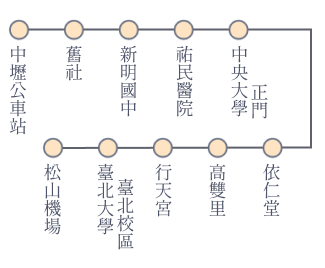 中壢公車站
舊社
新明國中
祐民醫院
中央大學
正門
依仁堂
高雙里
行天宮
臺北大學
臺北校區
松山機場